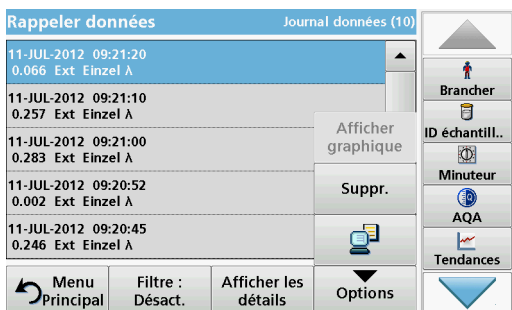 Rappeler données
Journal données (10)
11-JUL-2012 09:21:20
0.066 Ext Einzel λ
11-JUL-2012 09:21:10
0.257 Ext Einzel λ
11-JUL-2012 09:21:00
0.283 Ext Einzel λ
11-JUL-2012 09:20:52
0.002 Ext Einzel λ
11-JUL-2012 09:20:45
0.246 Ext Einzel λ
Afficher
graphique
Suppr.
Menu
Principal
Filtre :
Désact.
Afficher les
détails
Options
Brancher
ID échantill..
Minuteur
AQA
Tendances